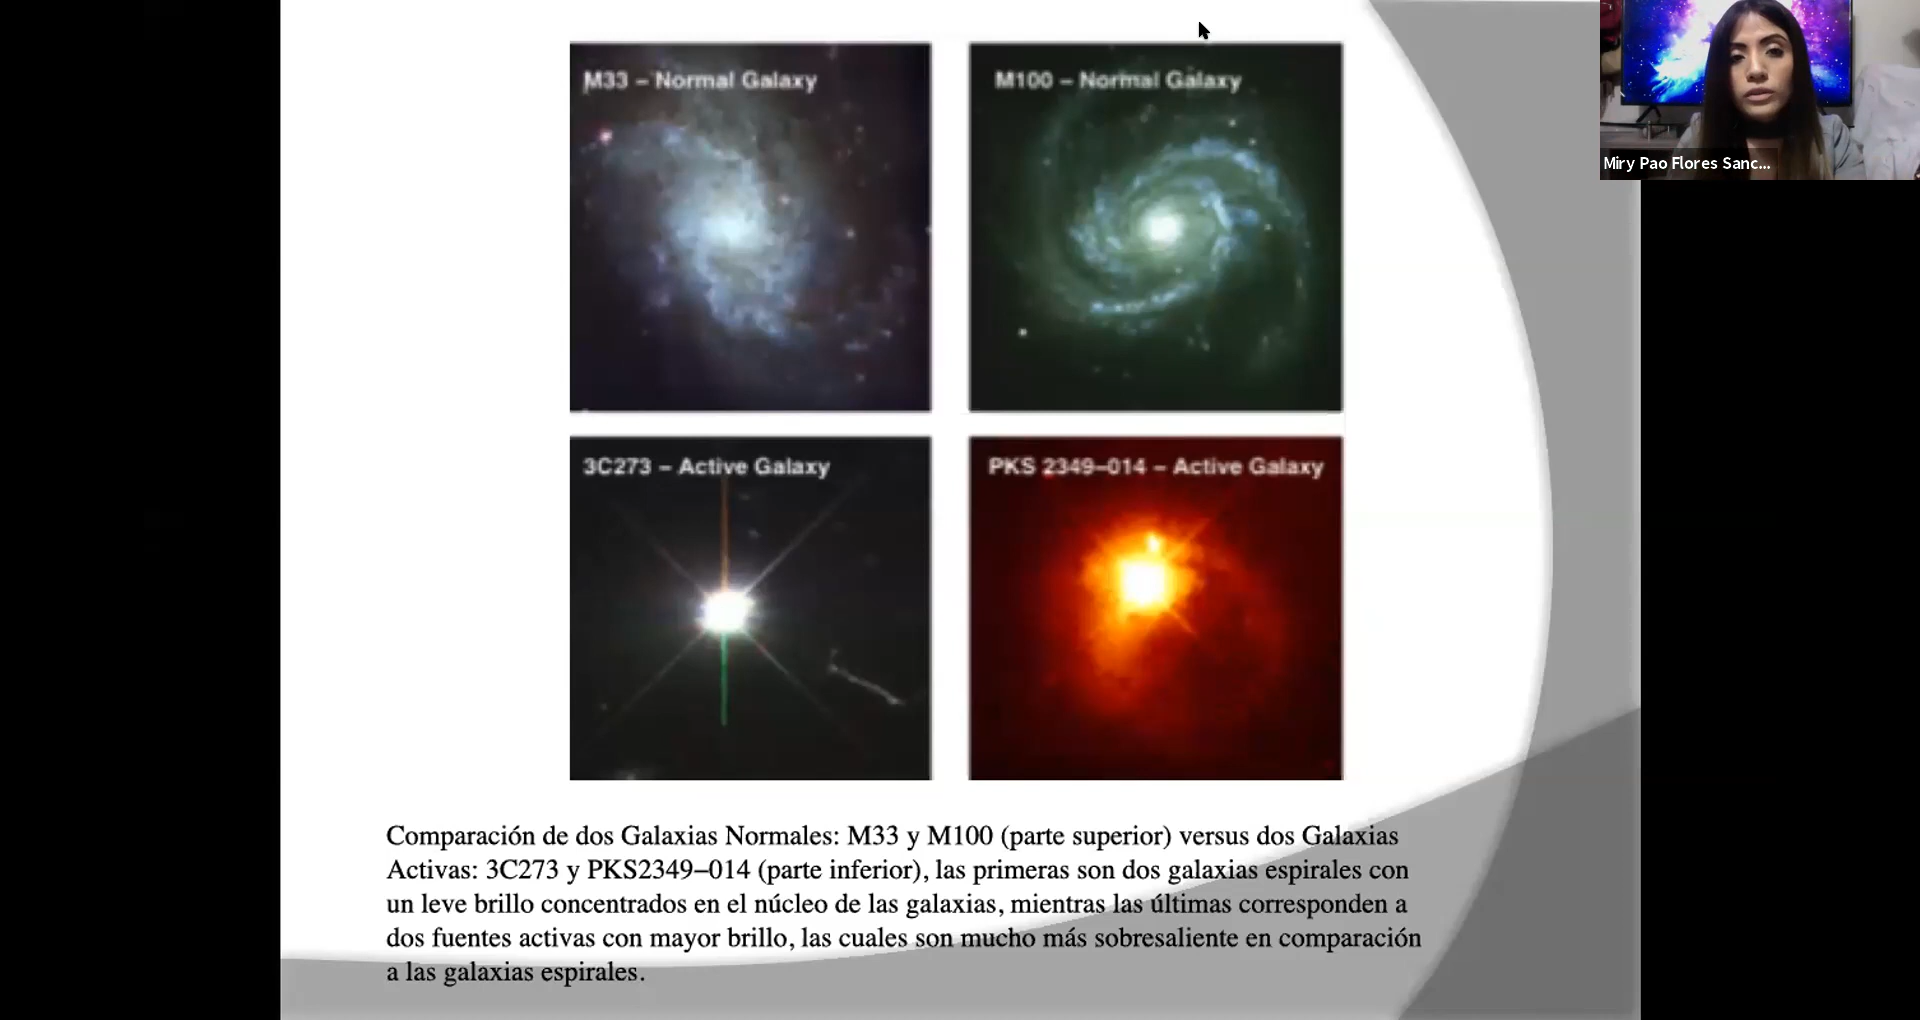 M33 – Normal Galaxy
M100 – Normal Galaxy
Miry Pao Flores Sanc...
3C273 – Active Galaxy
PKS 2349–014 – Active Galaxy
Comparación de dos Galaxias Normales: M33 y M100 (parte superior) versus dos Galaxias
Activas: 3C273 y PKS2349–014 (parte inferior), las primeras son dos galaxias espirales con
un leve brillo concentrados en el núcleo de las galaxias, mientras las últimas corresponden a
dos fuentes activas con mayor brillo, las cuales son mucho más sobresaliente en comparación
a las galaxias espirales.